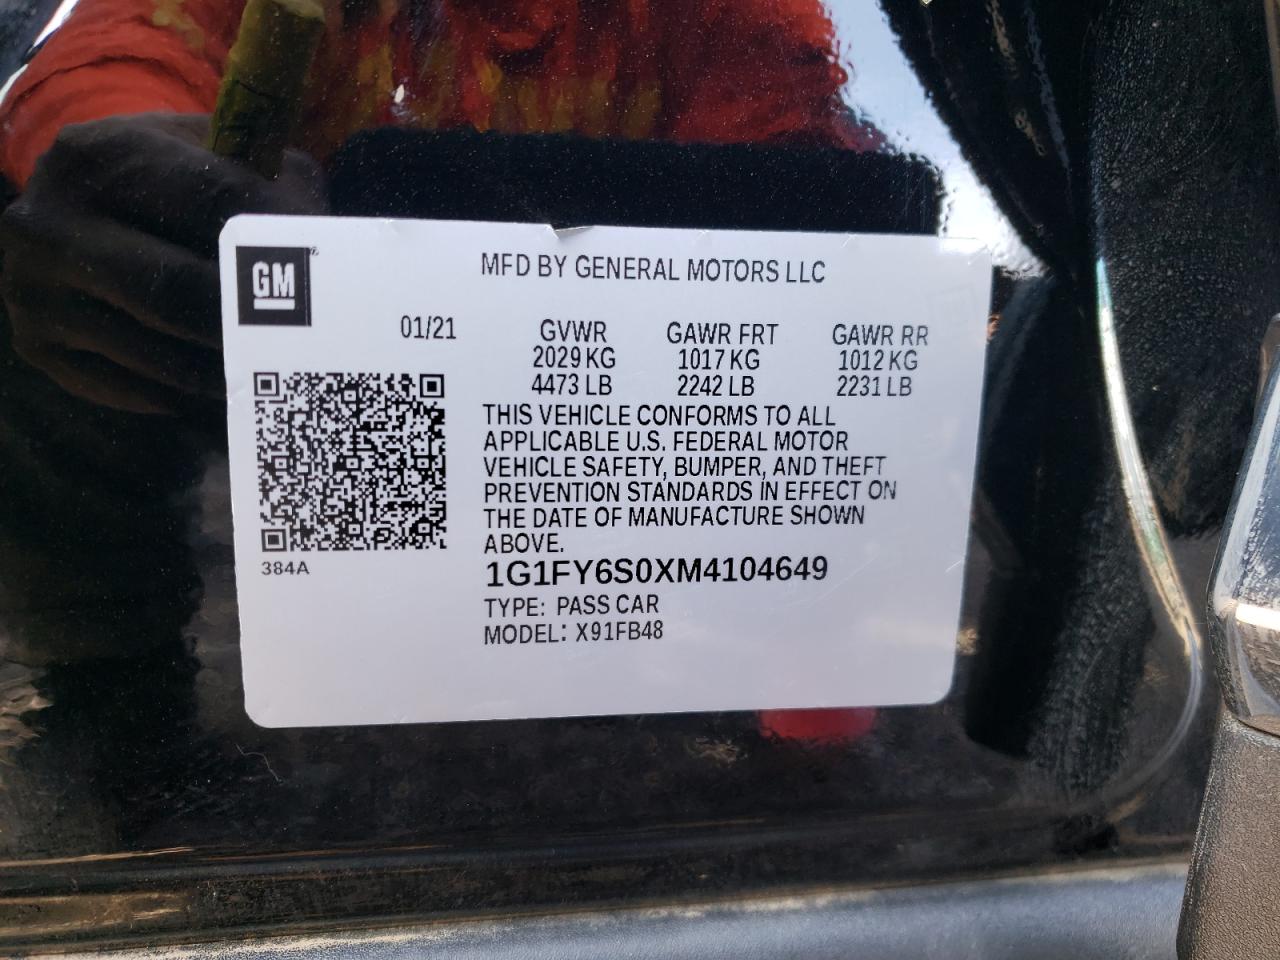 GM
MFD BY GENERAL MOTORS LLC
01/21 GVWR GAWR FRT GAWR RR
2029 KG 1017 KG 1012 KG
4473 LB 2242 LB 2231 LB
THIS VEHICLE CONFORMS TO ALL
APPLICABLE U.S. FEDERAL MOTOR
VEHICLE SAFETY, BUMPER, AND THEFT
PREVENTION STANDARDS IN EFFECT ON
THE DATE OF MANUFACTURE SHOWN
ABOVE.
384A
1G1FY6S0XM4104649
TYPE: PASS CAR
MODEL: X91FB48